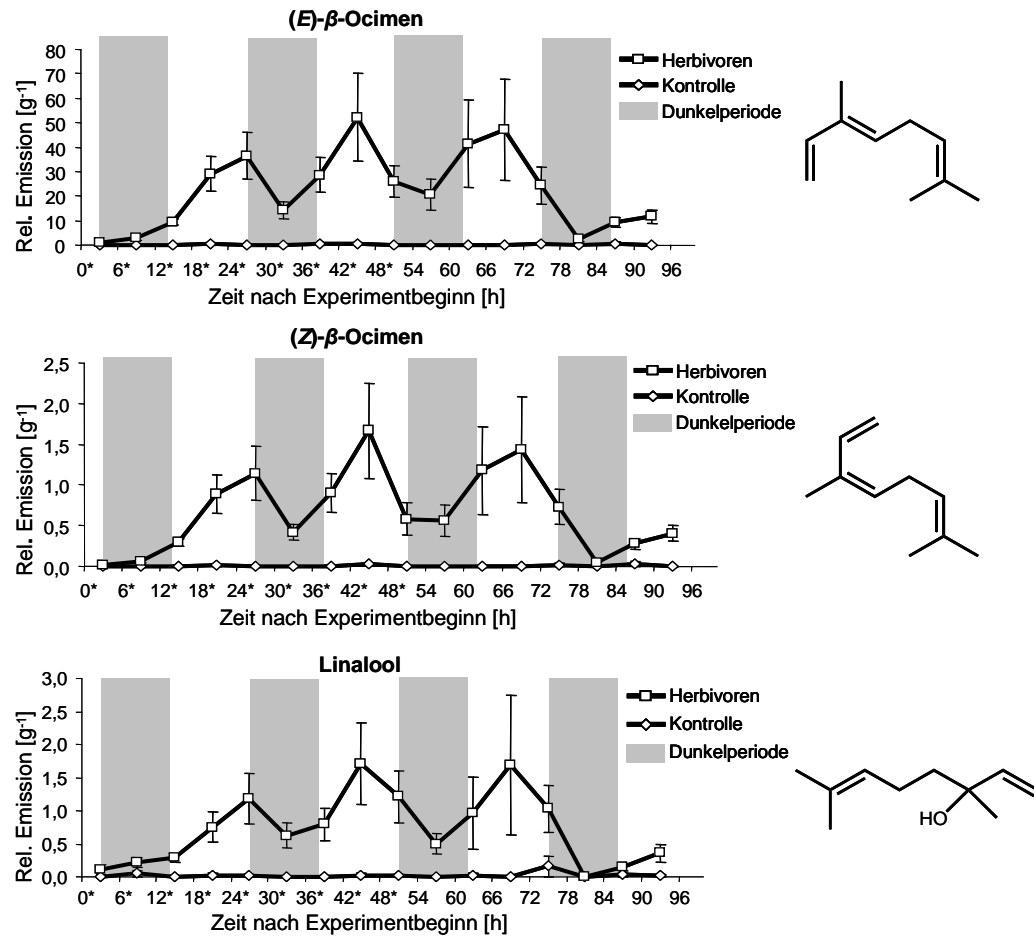 (E)-β-Ocimen
Rel. Emission [g⁻¹]
80
70
60
50
40
30
20
10
0
0* 6* 12* 18* 24* 30* 36* 42* 48* 54 60 66 72 78 84 90 96
Zeit nach Experimentbeginn [h]
Herbivoren
Kontrolle
Dunkelperiode
(Z)-β-Ocimen
Rel. Emission [g⁻¹]
2,5
2,0
1,5
1,0
0,5
0,0
0* 6* 12* 18* 24* 30* 36* 42* 48* 54 60 66 72 78 84 90 96
Zeit nach Experimentbeginn [h]
Herbivoren
Kontrolle
Dunkelperiode
Linalool
Rel. Emission [g⁻¹]
3,0
2,5
2,0
1,5
1,0
0,5
0,0
0* 6* 12* 18* 24* 30* 36* 42* 48* 54 60 66 72 78 84 90 96
Zeit nach Experimentbeginn [h]
Herbivoren
Kontrolle
Dunkelperiode
HO